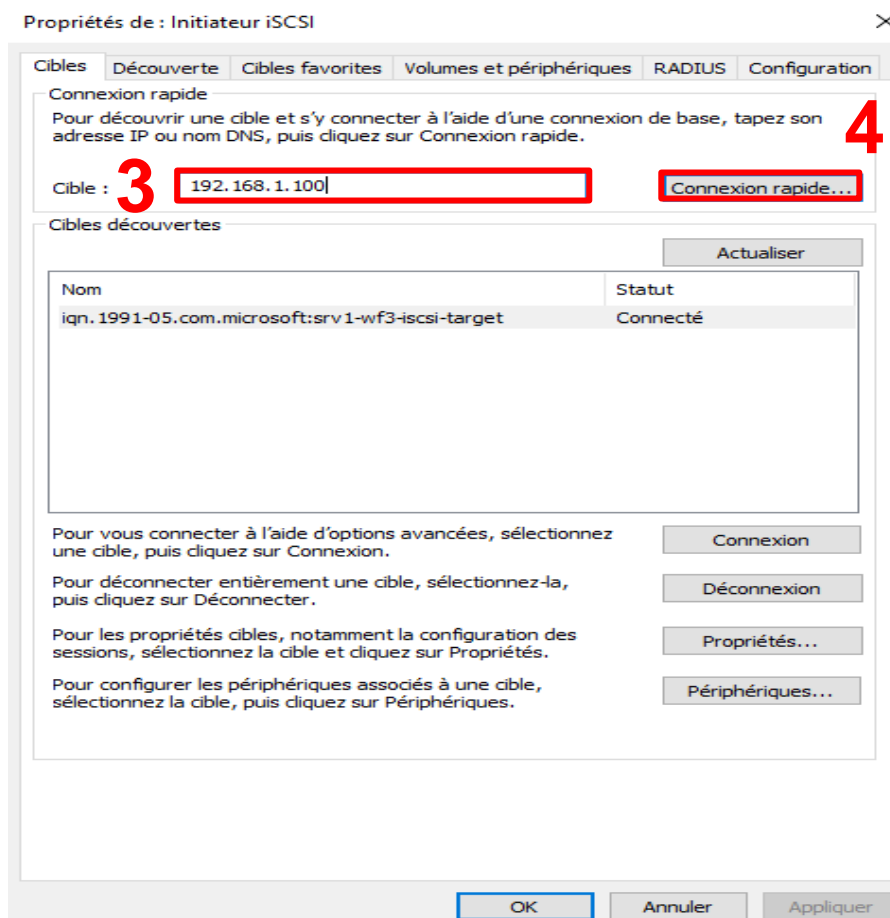 Propriétés de : Initiateur iSCSI
Cibles Découverte Cibles favorites Volumes et périphériques RADIUS Configuration
Connexion rapide
Pour découvrir une cible et s'y connecter à l'aide d'une connexion de base, tapez son
adresse IP ou nom DNS, puis cliquez sur Connexion rapide.
4
Cible : 3 192.168.1.100 Connexion rapide...
Cibles découvertes
Actualiser
Nom Statut
iqn.1991-05.com.microsoft:srv1-wf3-iscsi-target Connecté
Pour vous connecter à l'aide d'options avancées, sélectionnez
une cible, puis cliquez sur Connexion.
Connexion
Pour déconnecter entièrement une cible, sélectionnez-la,
puis cliquez sur Déconnecter.
Déconnexion
Pour les propriétés cibles, notamment la configuration des
sessions, sélectionnez la cible et cliquez sur Propriétés.
Propriétés...
Pour configurer les périphériques associés à une cible,
sélectionnez la cible, puis cliquez sur Périphériques.
Périphériques...
OK Annuler Appliquer